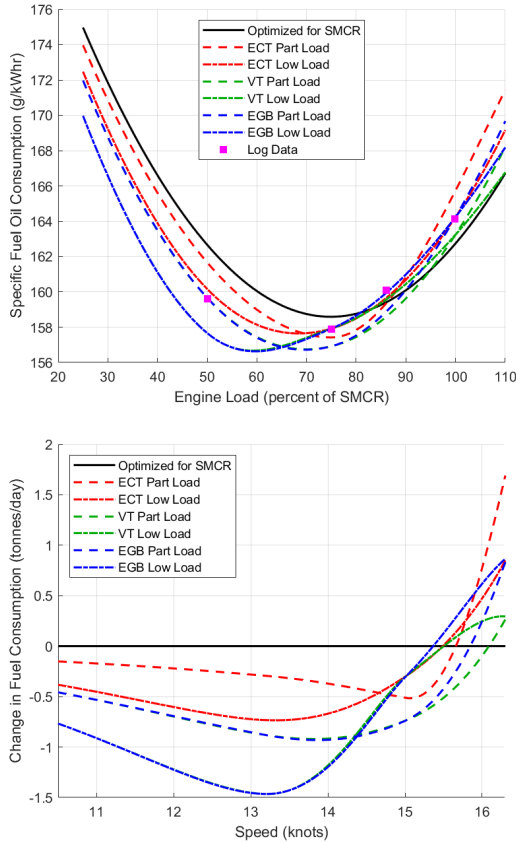 176
174
172
170
168
166
164
162
160
158
156
Specific Fuel Oil Consumption (g/kWhr)
Optimized for SMCR
ECT Part Load
ECT Low Load
VT Part Load
VT Low Load
EGB Part Load
EGB Low Load
Log Data
20 30 40 50 60 70 80 90 100 110
Engine Load (percent of SMCR)
2
1.5
1
0.5
0
-0.5
-1
-1.5
Change in Fuel Consumption (tonnes/day)
Optimized for SMCR
ECT Part Load
ECT Low Load
VT Part Load
VT Low Load
EGB Part Load
EGB Low Load
11 12 13 14 15 16
Speed (knots)